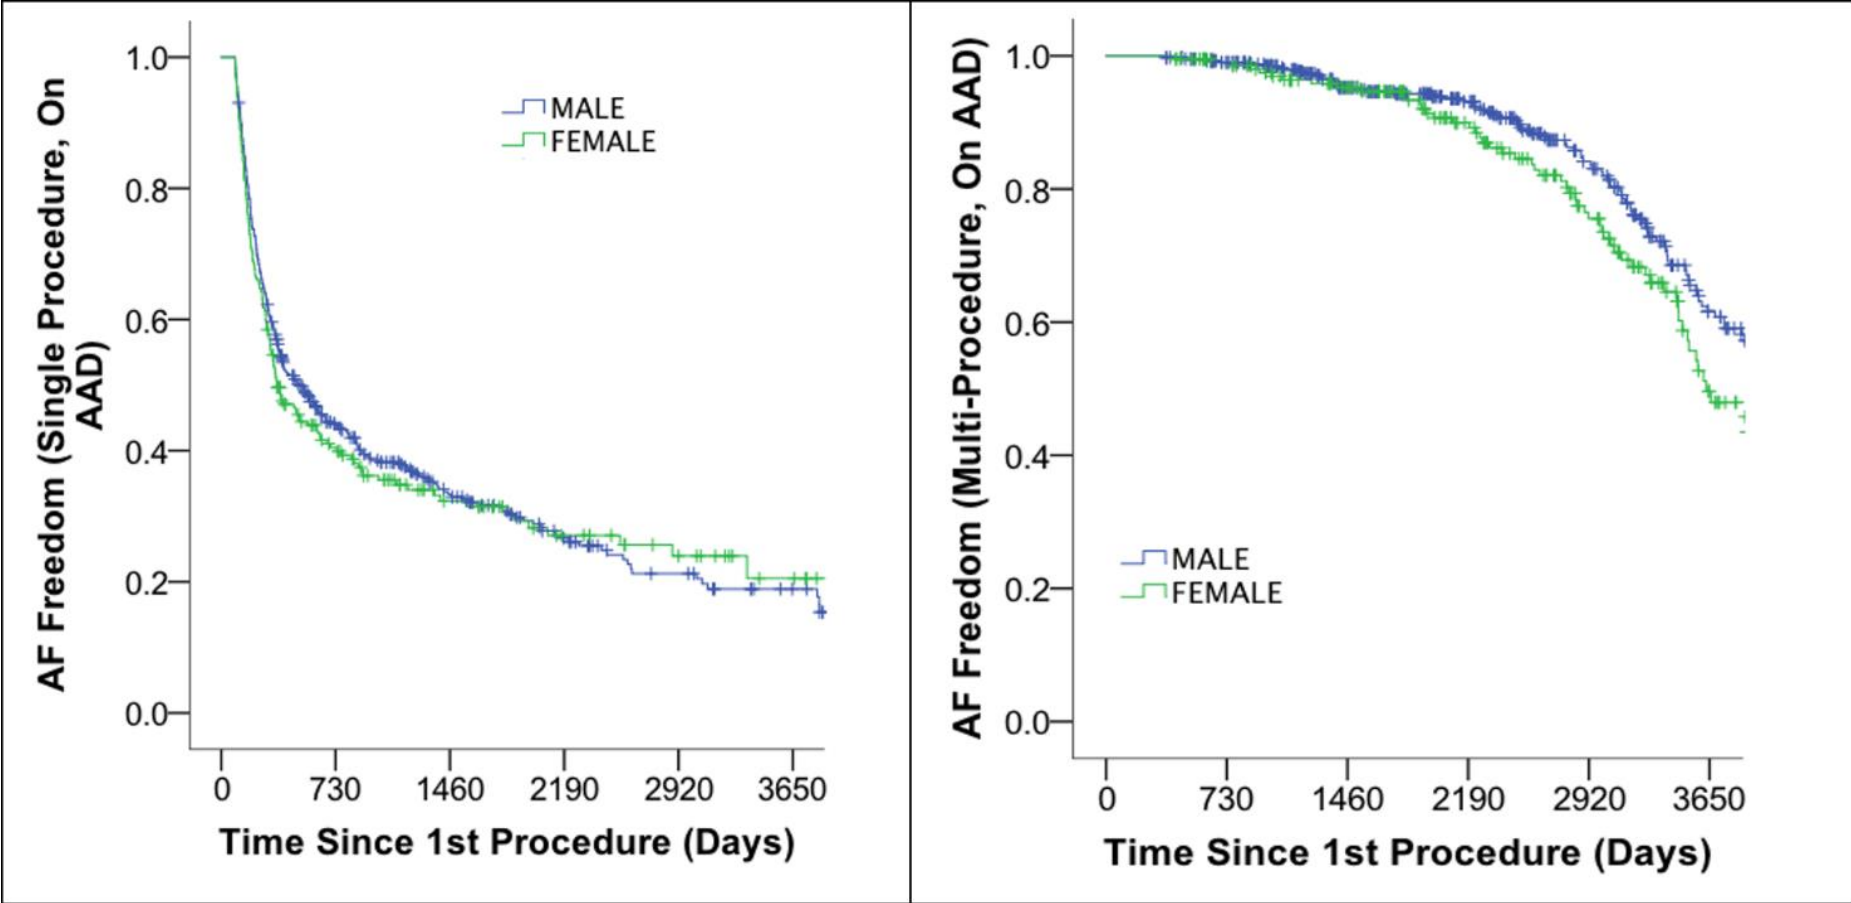 AF Freedom (Single Procedure, On
AAD)
1.0
0.8
0.6
0.4
0.2
0.0
MALE
FEMALE
0 730 1460 2190 2920 3650
Time Since 1st Procedure (Days)
AF Freedom (Multi-Procedure, On AAD)
1.0
0.8
0.6
0.4
0.2
0.0
MALE
FEMALE
0 730 1460 2190 2920 3650
Time Since 1st Procedure (Days)